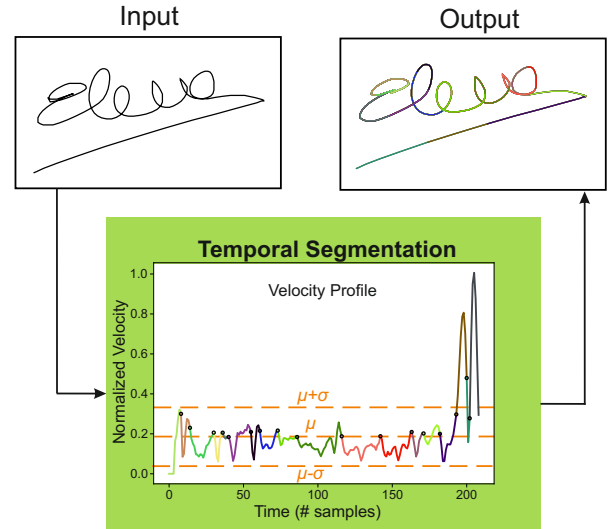 Input
Output
Temporal Segmentation
Velocity Profile
Normalized Velocity
1.0
0.8
0.6
0.4
0.2
0.0
μ+σ
μ
μ-σ
0
50
100
150
200
Time (# samples)